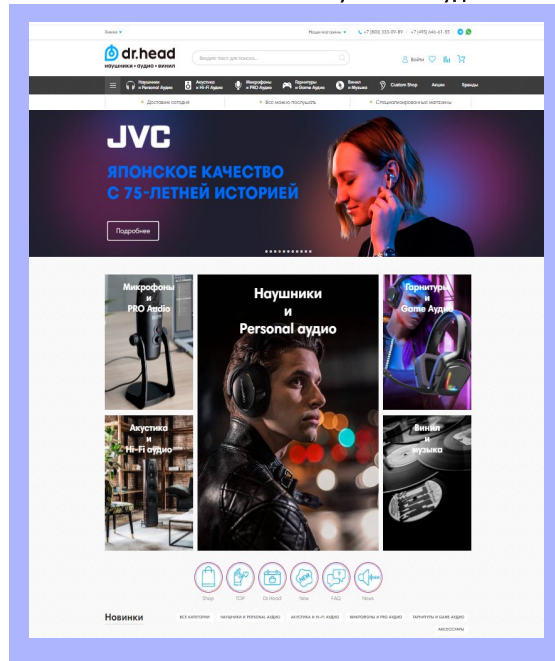 Наши магазины
+7 (800) 333-09-89
+7 (495) 646-61-53
dr.head
наушники • аудио • винил
Введите текст для поиска...
Войти
Наушники и Personal Аудио
Акустика и Hi-Fi Аудио
Микрофоны и PRO Аудио
Гарнитуры и Game Аудио
Винил и Музыка
Custom Shop
Акции
Бренды
Доставим сегодня
Все можно послушать
Специализированные магазины
JVC
ЯПОНСКОЕ КАЧЕСТВО
С 75-ЛЕТНЕЙ ИСТОРИЕЙ
Подробнее
Микрофоны
и
PRO Audio
Наушники
и
Personal аудио
Гарнитуры
и
Game Аудио
Акустика
и
Hi-Fi аудио
Винил
и
музыка
NEW
Shop
TOP
Dr.Head
New
FAQ
News
Новинки
ВСЕ КАТЕГОРИИ
НАУШНИКИ И PERSONAL АУДИО
АКУСТИКА И HI-FI АУДИО
МИКРОФОНЫ И PRO АУДИО
ГАРНИТУРЫ И GAME АУДИО
АКСЕССУАРЫ